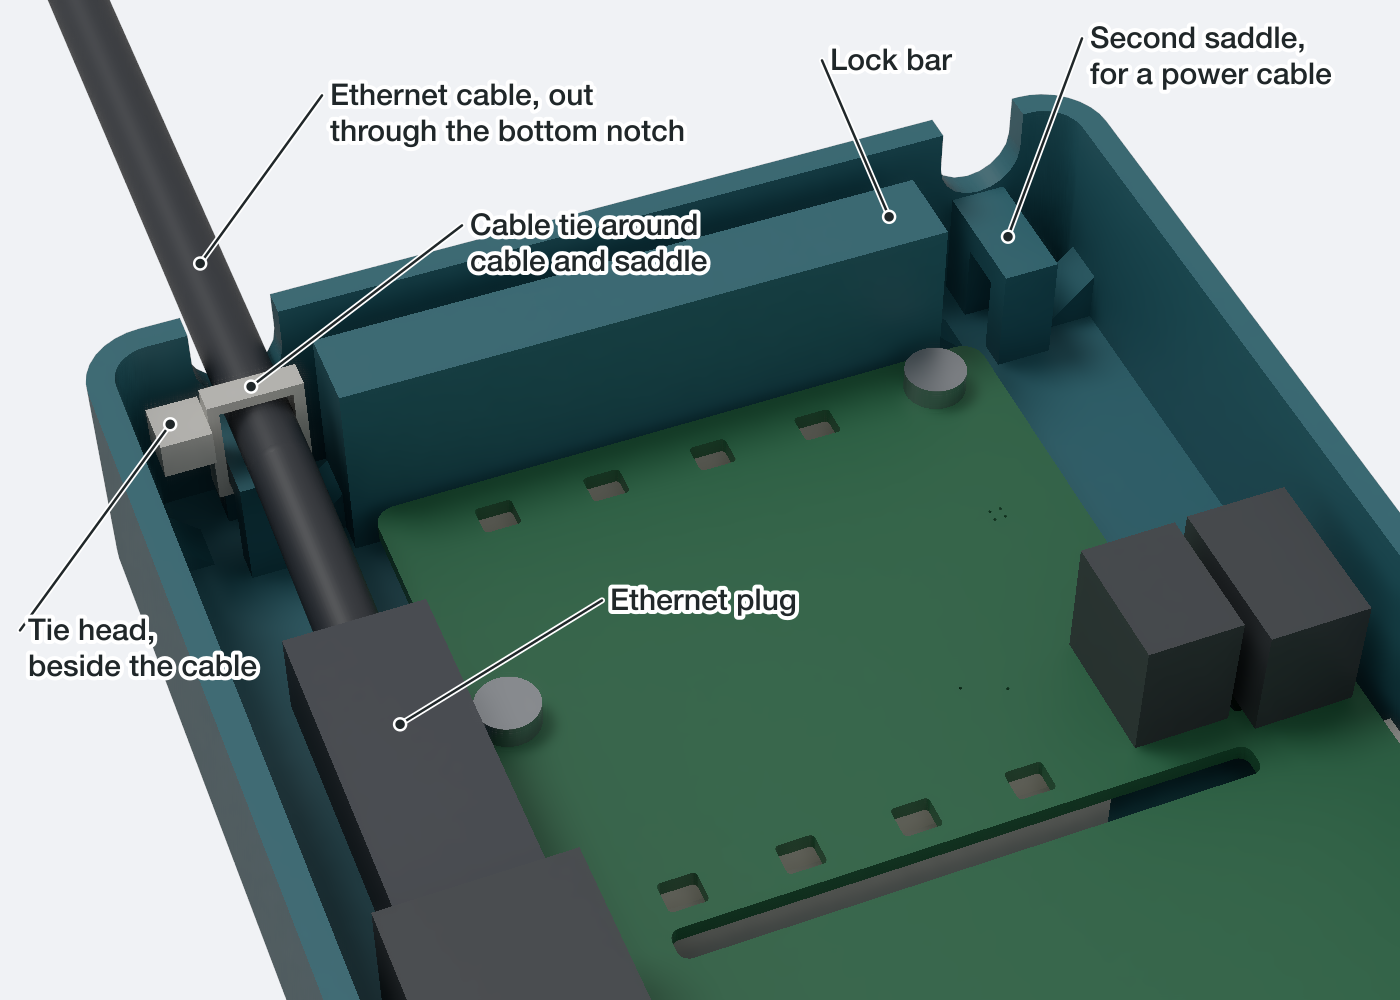 Second saddle,
for a power cable
Lock bar
Ethernet cable, out
through the bottom notch
Cable tie around
cable and saddle
Ethernet plug
Tie head,
beside the cable